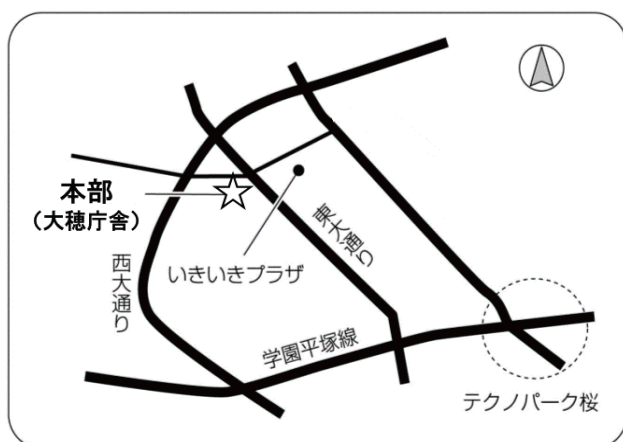 本部
（大穂庁舎）
いきいきプラザ
東大通り
西大通り
学園平塚線
テクノパーク桜